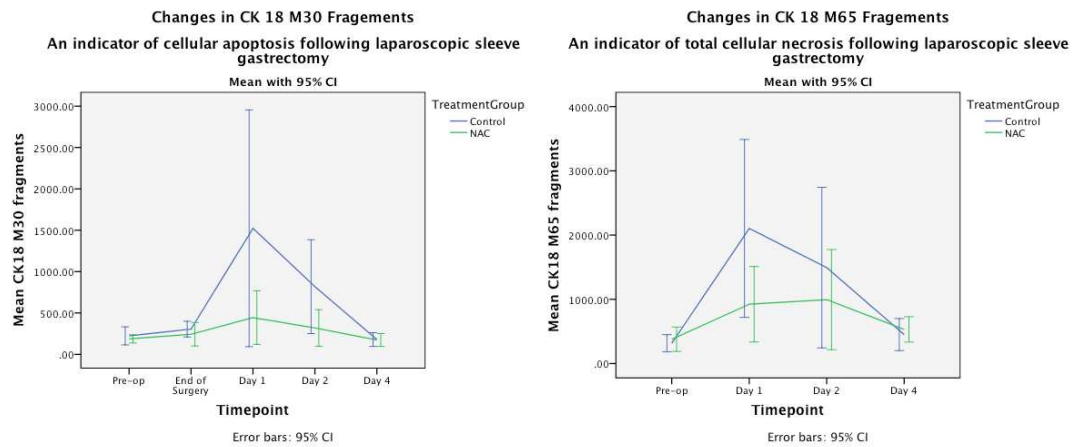 Changes in CK 18 M30 Fragements
An indicator of cellular apoptosis following laparoscopic sleeve
gastrectomy
Mean with 95% CI
3000.00
2500.00
2000.00
1500.00
1000.00
500.00
.00
Mean CK18 M30 fragments
Pre-op
End of
Surgery
Day 1
Day 2
Day 4
Timepoint
Error bars: 95% CI
TreatmentGroup
Control
NAC
Changes in CK 18 M65 Fragements
An indicator of total cellular necrosis following laparoscopic sleeve
gastrectomy
Mean with 95% CI
4000.00
3000.00
2000.00
1000.00
.00
Mean CK18 M65 fragments
Pre-op
Day 1
Day 2
Day 4
Timepoint
Error bars: 95% CI
TreatmentGroup
Control
NAC